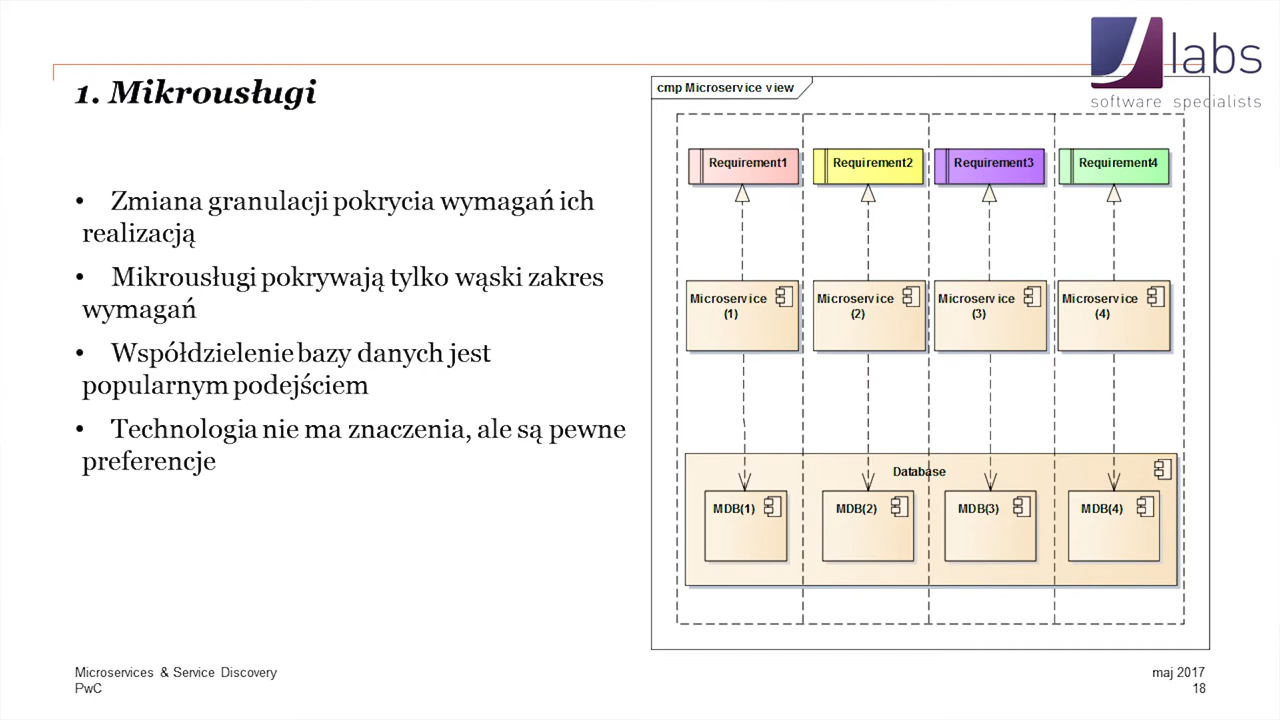 labs
software specialists
1. Mikrousługi
• Zmiana granulacji pokrycia wymagań ich
realizacją
• Mikrousługi pokrywają tylko wąski zakres
wymagań
• Współdzielenie bazy danych jest
popularnym podejściem
• Technologia nie ma znaczenia, ale są pewne
preferencje
cmp Microservice view
Requirement1 Requirement2 Requirement3 Requirement4
Microservice Microservice Microservice Microservice
(1) (2) (3) (4)
Database
MDB(1) MDB(2) MDB(3) MDB(4)
Microservices & Service Discovery
PwC
maj 2017
18